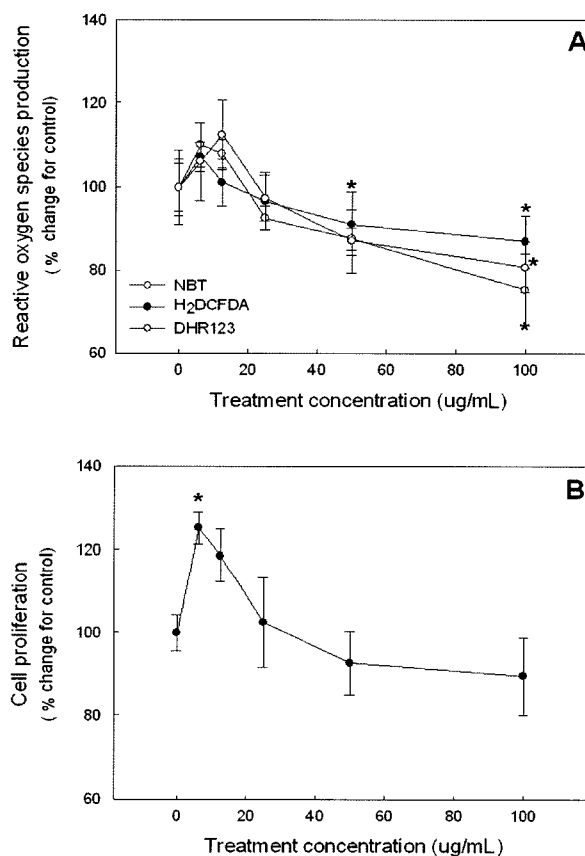 A
Reactive oxygen species production
( % change for control)
140
120
100
80
60
NBT
H₂DCFDA
DHR123
*
*
*
*
0 20 40 60 80 100
Treatment concentration (ug/mL)
B
Cell proliferation
( % change for control)
140
120
100
80
60
*
0 20 40 60 80 100
Treatment concentration (ug/mL)